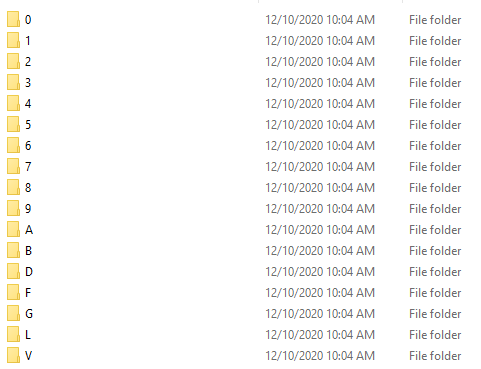 0 12/10/2020 10:04 AM File folder
1 12/10/2020 10:04 AM File folder
2 12/10/2020 10:04 AM File folder
3 12/10/2020 10:04 AM File folder
4 12/10/2020 10:04 AM File folder
5 12/10/2020 10:04 AM File folder
6 12/10/2020 10:04 AM File folder
7 12/10/2020 10:04 AM File folder
8 12/10/2020 10:04 AM File folder
9 12/10/2020 10:04 AM File folder
A 12/10/2020 10:04 AM File folder
B 12/10/2020 10:04 AM File folder
D 12/10/2020 10:04 AM File folder
F 12/10/2020 10:04 AM File folder
G 12/10/2020 10:04 AM File folder
L 12/10/2020 10:04 AM File folder
V 12/10/2020 10:04 AM File folder